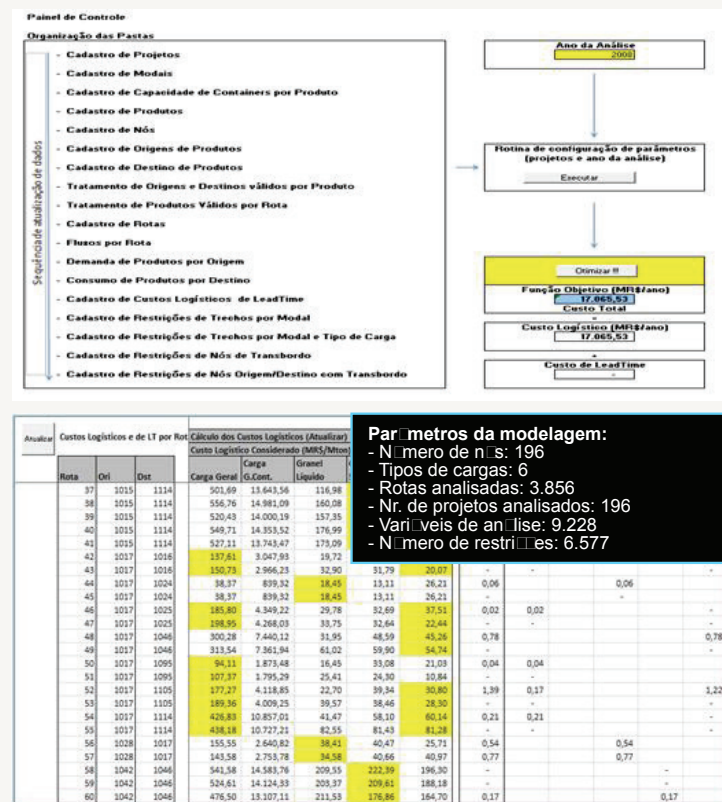 Painel de Controle
Organização das Pastas
Sequência de atualização de dados
- Cadastro de Projetos
- Cadastro de Modais
- Cadastro de Capacidade de Containers por Produto
- Cadastro de Produtos
- Cadastro de Nós
- Cadastro de Origens de Produtos
- Cadastro de Destino de Produtos
- Tratamento de Origens e Destinos válidos por Produto
- Tratamento de Produtos Válidos por Rota
- Cadastro de Rotas
- Fluxos por Rota
- Demanda de Produtos por Origem
- Consumo de Produtos por Destino
- Cadastro de Custos Logísticos de LeadTime
- Cadastro de Restrições de Trechos por Modal
- Cadastro de Restrições de Trechos por Modal e Tipo de Carga
- Cadastro de Restrições de Nós de Transbordo
- Cadastro de Restrições de Nós Origem/Destino com Transbordo
Ano da Análise
2008
Rotina de configuração de parâmetros
(projetos e ano da análise)
Executar
Otimizar !!!
Função Objetivo (MR$/ano)
17.065,53
Custo Total
=
Custo Logístico (MR$/ano)
17.065,53
+
Custo de LeadTime
-
Atualizar Custos Logísticos e de LT por Rot Cálculo dos Custos Logísticos (Atualizar)
Custo Logístico Considerado (MR$/Mton)
Rota Ori Dst Carga Geral Carga G.Cont. Granel Líquido
Par□metros da modelagem:
- N□mero de n□s: 196
- Tipos de cargas: 6
- Rotas analisadas: 3.856
- Nr. de projetos analisados: 196
- Vari□veis de an□lise: 9.228
- N□mero de restri□□es: 6.577
37 1015 1114 501,69 13.643,56 116,98
38 1015 1114 556,76 14.981,09 160,08
39 1015 1114 520,43 14.000,19 157,35
40 1015 1114 549,71 14.353,52 176,99
41 1015 1114 527,11 13.743,47 173,09
42 1017 1016 137,61 3.047,93 19,72
43 1017 1016 150,73 2.966,23 32,90 31,79 20,07 - - -
44 1017 1024 38,37 839,32 18,45 13,11 26,21 0,06 0,06
45 1017 1024 38,37 839,32 18,45 13,11 26,21 - -
46 1017 1025 185,80 4.349,22 29,78 32,69 37,51 0,02 0,02 -
47 1017 1025 198,95 4.268,03 33,75 32,64 22,44 - - -
48 1017 1046 300,28 7.440,12 31,95 48,59 45,26 0,78 0,78
49 1017 1046 313,54 7.361,94 61,02 59,90 54,74 - -
50 1017 1095 94,11 1.873,48 16,45 33,08 21,03 0,04 0,04
51 1017 1095 107,37 1.795,29 25,41 24,30 10,84 - -
52 1017 1105 177,27 4.118,85 22,70 39,34 30,80 1,39 0,17 1,22
53 1017 1105 189,36 4.009,25 39,57 38,46 28,30 - - -
54 1017 1114 426,83 10.857,01 41,47 58,10 60,14 0,21 0,21 -
55 1017 1114 438,18 10.727,21 82,55 81,43 81,28 - - -
56 1028 1017 155,55 2.640,82 38,41 40,47 25,71 0,54 0,54
57 1028 1017 143,58 2.753,78 34,58 40,66 40,97 0,77 0,77
58 1042 1046 541,58 14.583,76 209,55 222,39 196,30 - -
59 1042 1046 524,61 14.124,33 203,37 209,61 188,18 - -
60 1042 1046 476,50 13.107,11 211,53 176,86 164,70 0,17 0,17